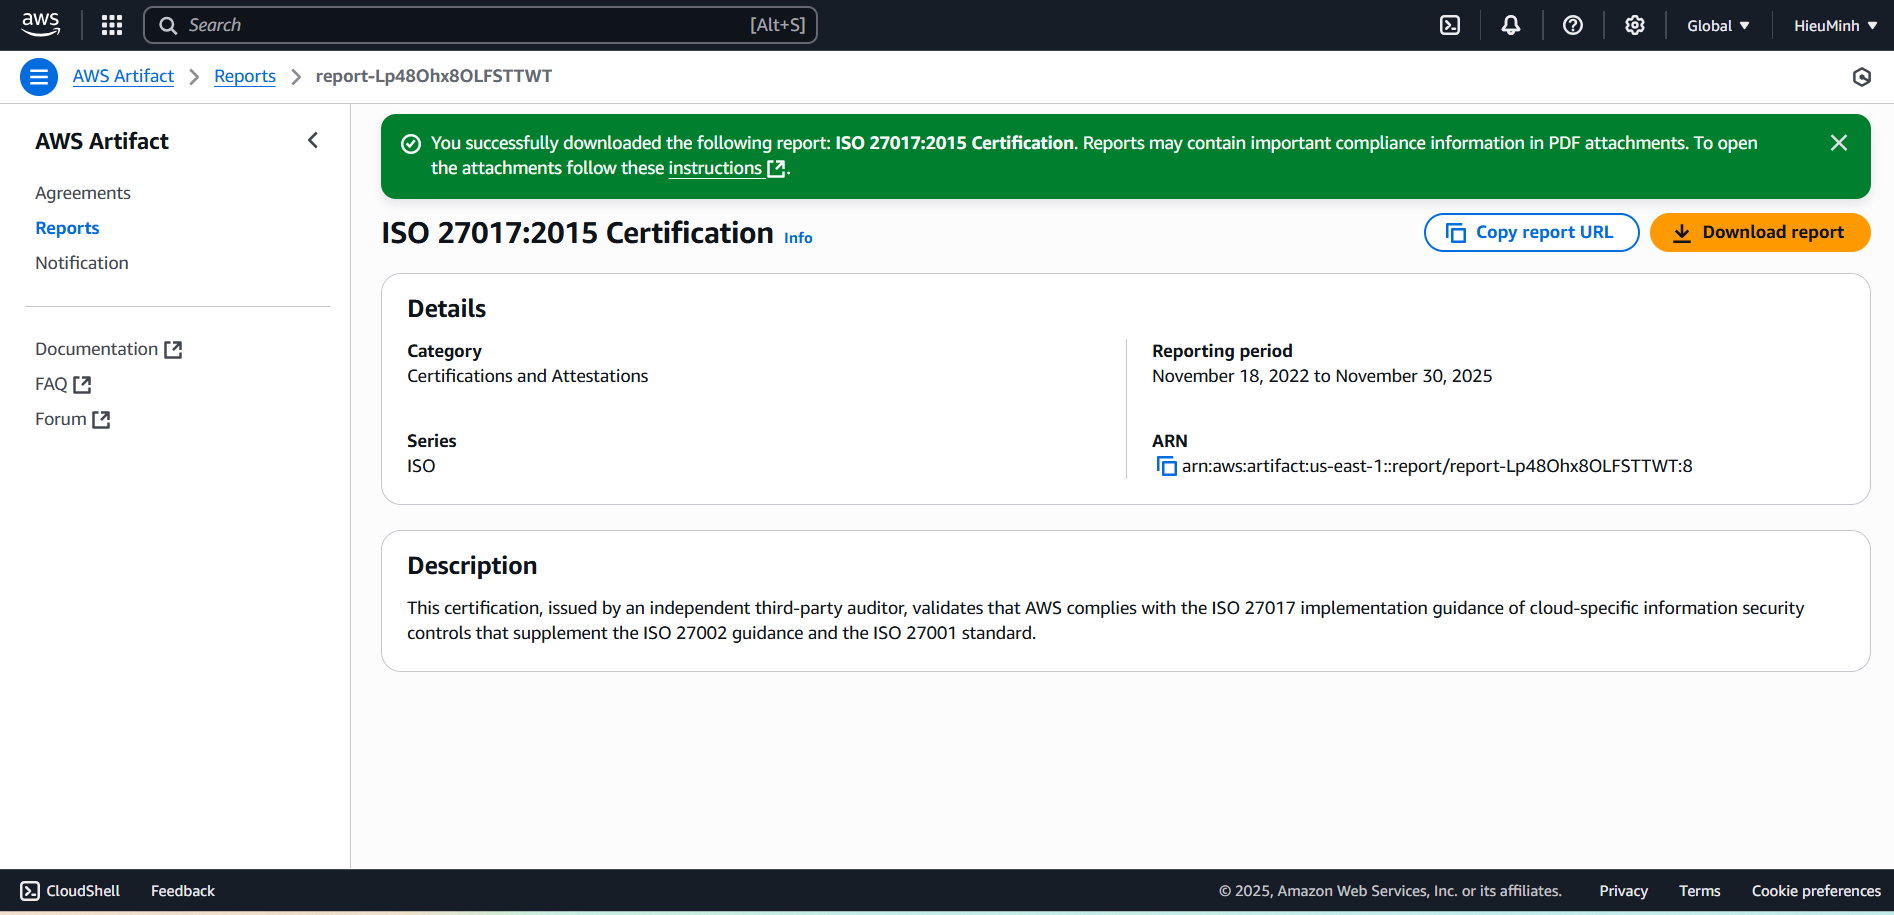 aws
Search
[Alt+S]
Global
HieuMinh
AWS Artifact
Reports
report-Lp48Ohx8OLFSTTWT
AWS Artifact
Agreements
Reports
Notification
Documentation
FAQ
Forum
You successfully downloaded the following report: ISO 27017:2015 Certification. Reports may contain important compliance information in PDF attachments. To open
the attachments follow these instructions.
ISO 27017:2015 Certification Info
Copy report URL
Download report
Details
Category
Certifications and Attestations
Reporting period
November 18, 2022 to November 30, 2025
Series
ISO
ARN
arn:aws:artifact:us-east-1::report/report-Lp48Ohx8OLFSTTWT:8
Description
This certification, issued by an independent third-party auditor, validates that AWS complies with the ISO 27017 implementation guidance of cloud-specific information security
controls that supplement the ISO 27002 guidance and the ISO 27001 standard.
CloudShell
Feedback
© 2025, Amazon Web Services, Inc. or its affiliates.
Privacy
Terms
Cookie preferences